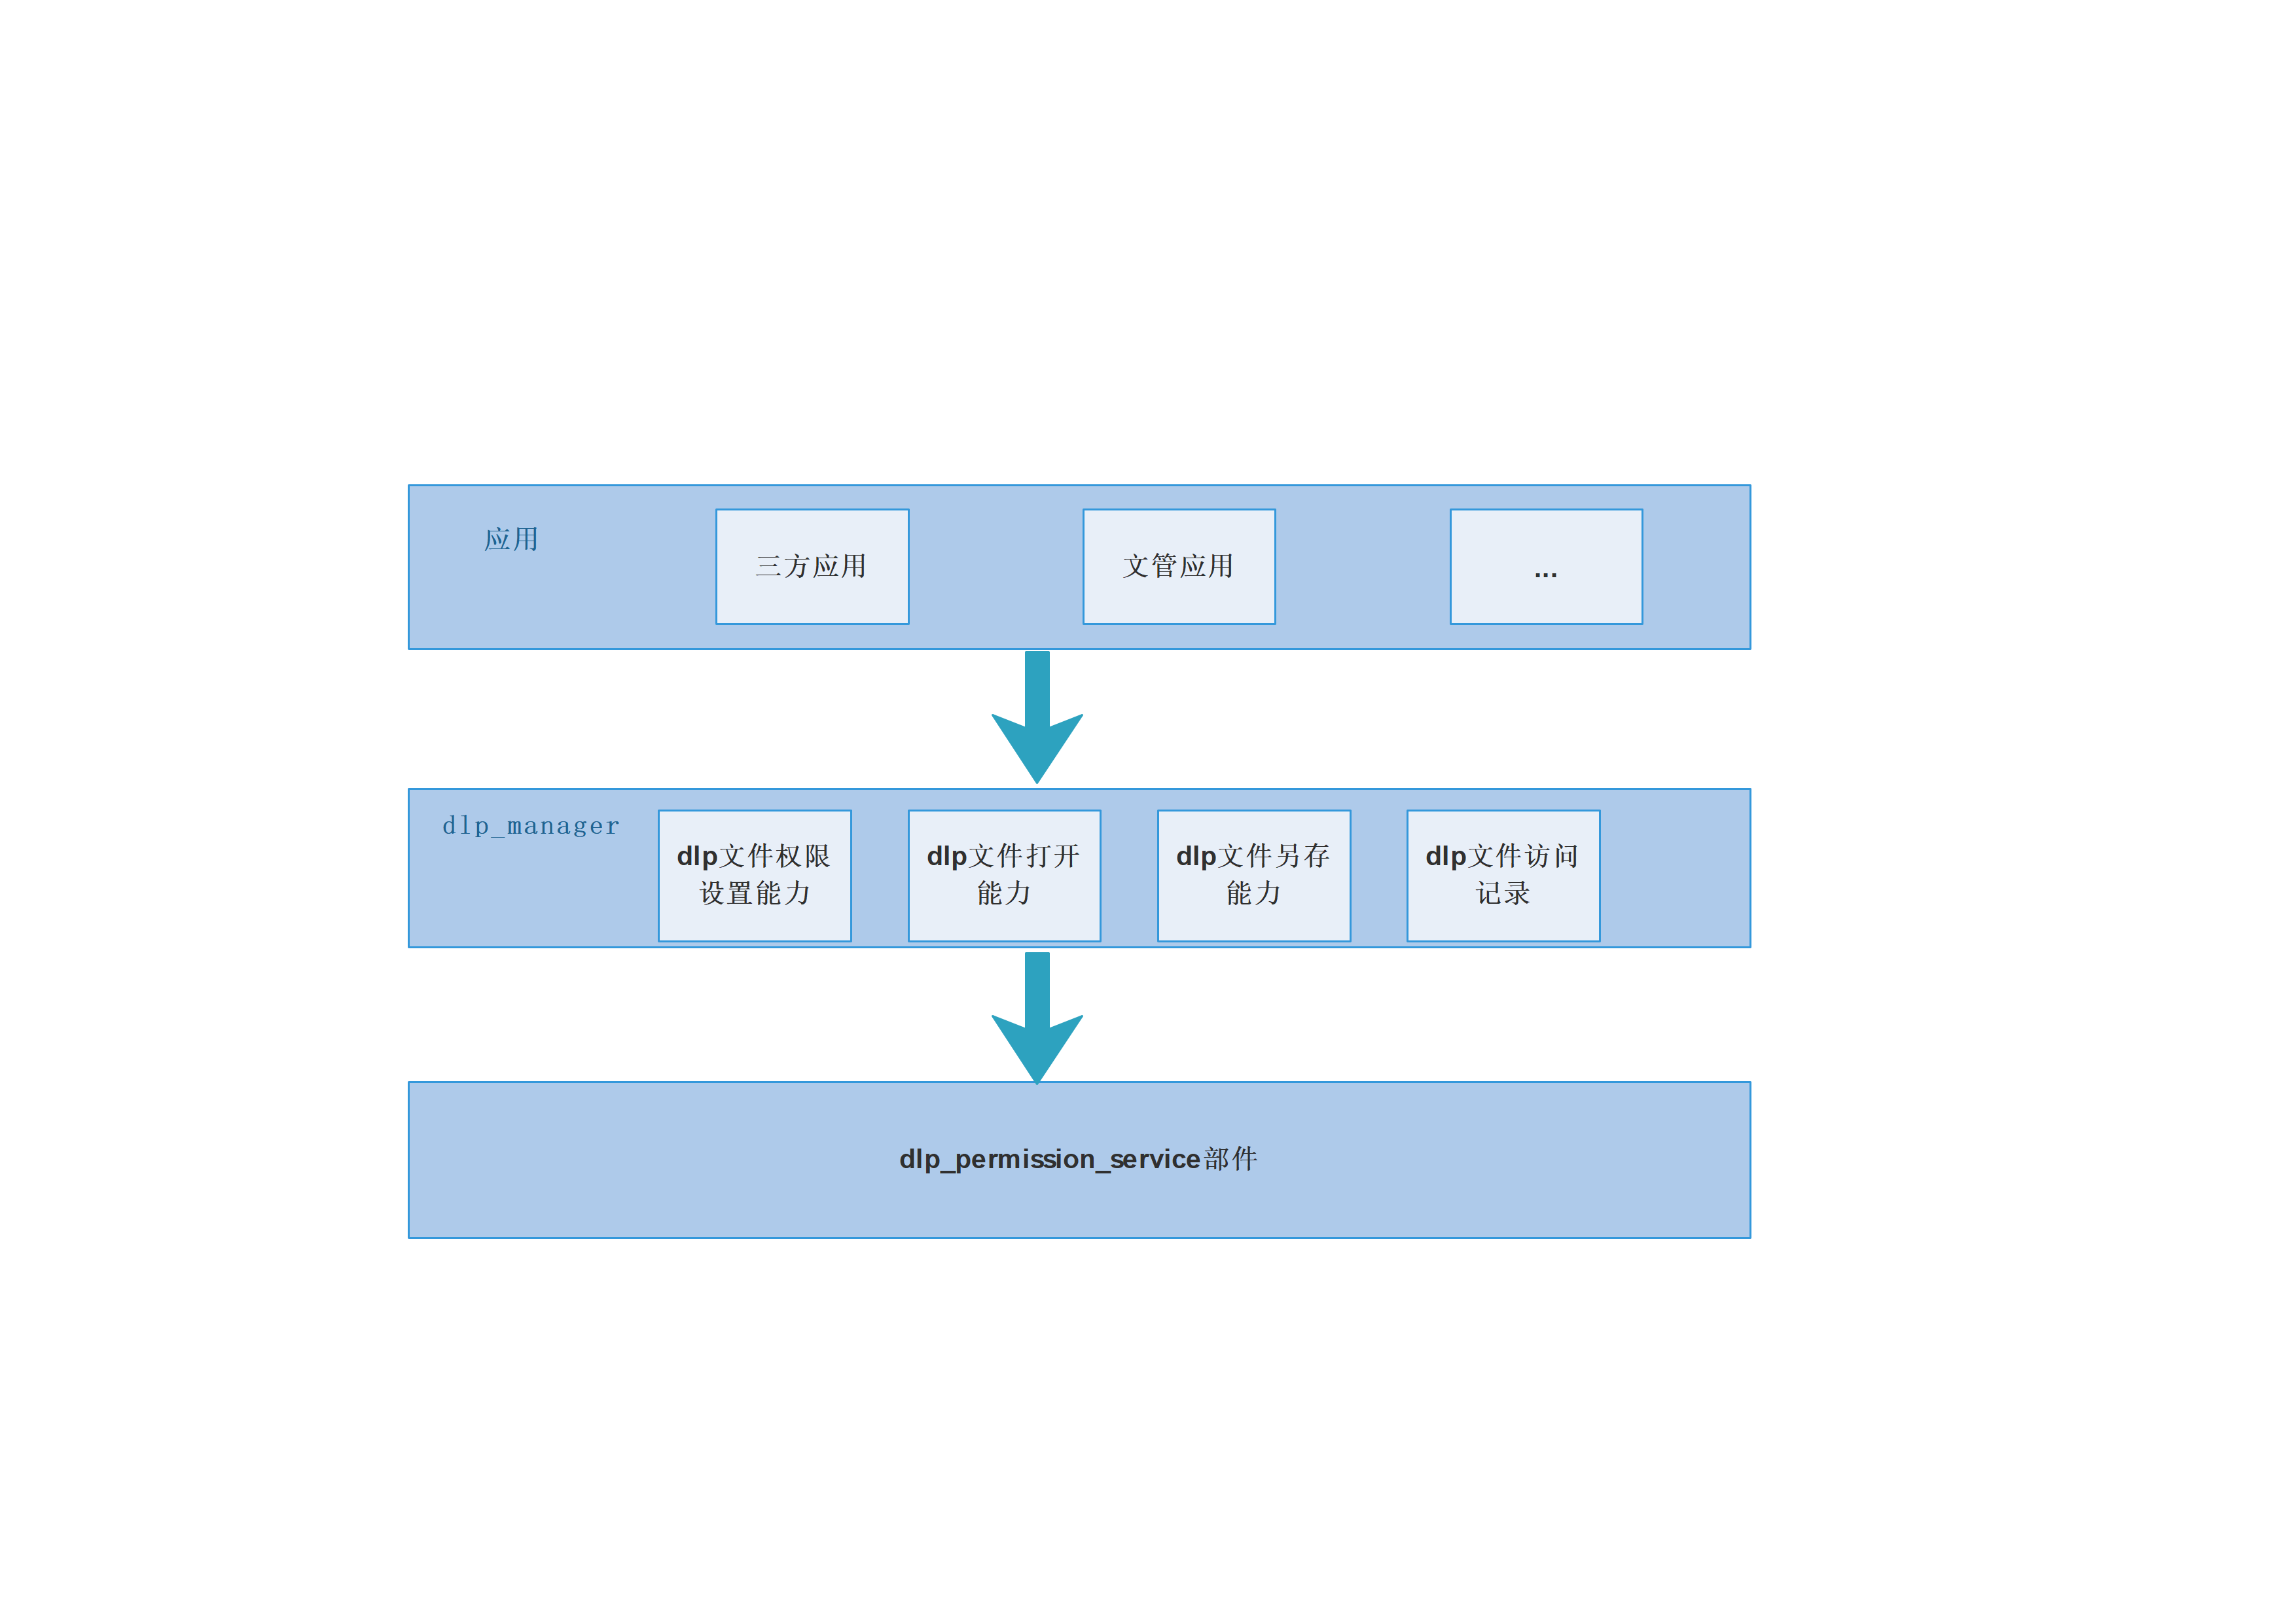 应用
三方应用
文管应用
...
dlp_manager
dlp文件权限
设置能力
dlp文件打开
能力
dlp文件另存
能力
dlp文件访问
记录
dlp_permission_service部件